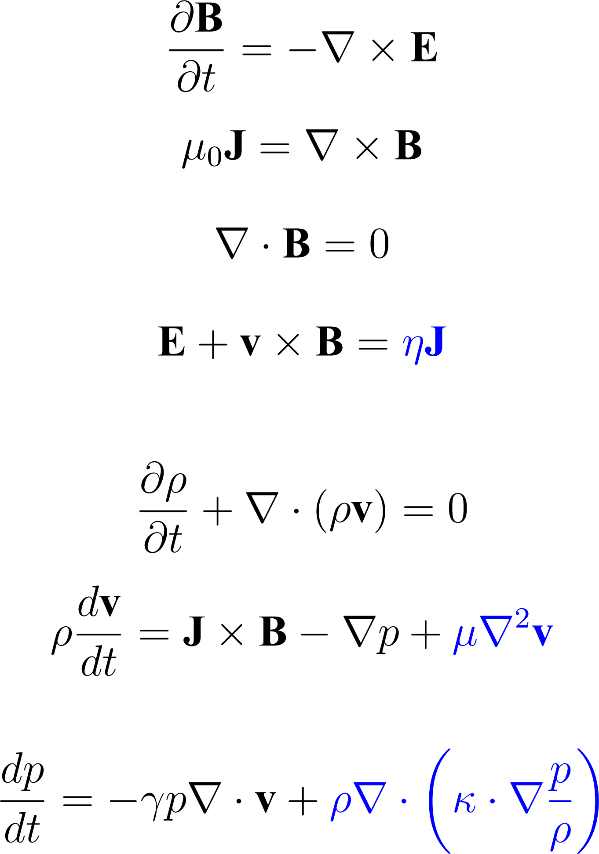 ∂𝐁/∂t = −∇ × 𝐄
μ₀𝐉 = ∇ × 𝐁
∇ · 𝐁 = 0
𝐄 + 𝐯 × 𝐁 = η𝐉
∂ρ/∂t + ∇ · (ρ𝐯) = 0
ρ d𝐯/dt = 𝐉 × 𝐁 − ∇p + μ∇²𝐯
dp/dt = −γp∇ · 𝐯 + ρ∇ · (κ · ∇ p/ρ)